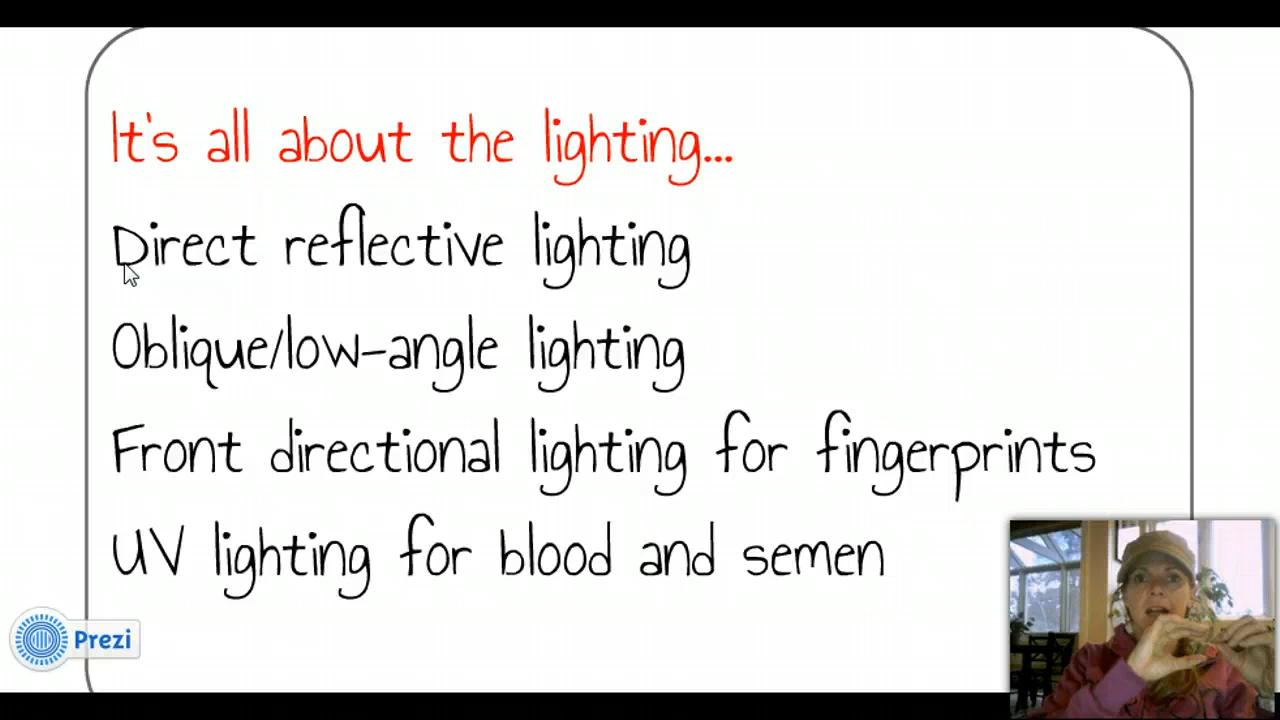 It's all about the lighting...
Direct reflective lighting
Oblique/low-angle lighting
Front directional lighting for fingerprints
UV lighting for blood and semen
Prezi